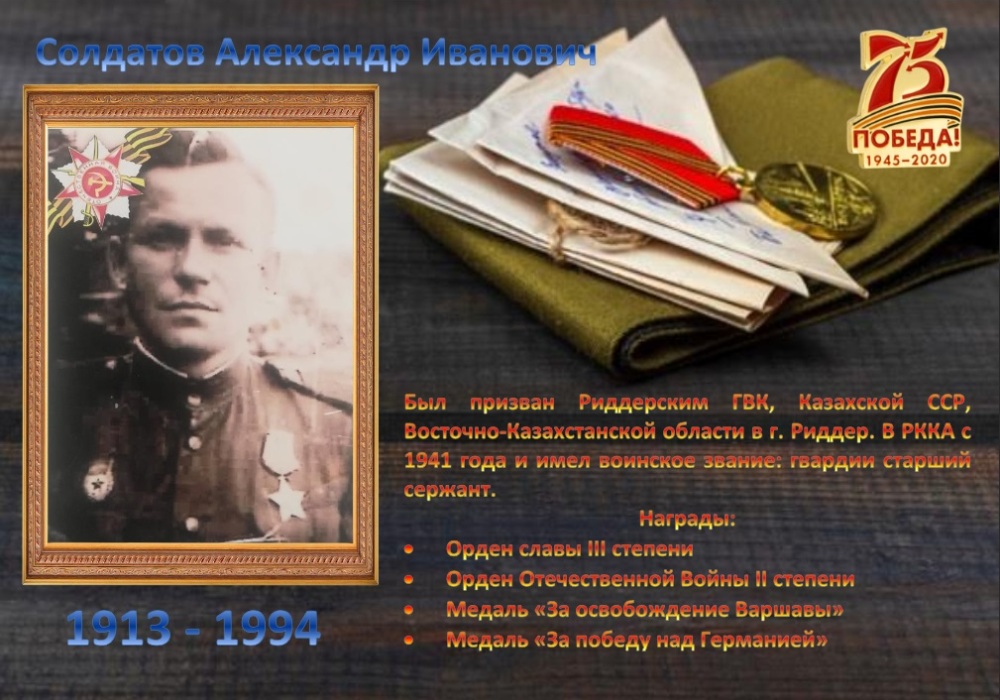 Солдатов Александр Иванович
75
ПОБЕДА!
1945–2020
Был призван Риддерским ГВК, Казахской ССР,
Восточно-Казахстанской области в г. Риддер. В РККА с
1941 года и имел воинское звание: гвардии старший
сержант.
Награды:
• Орден славы III степени
• Орден Отечественной Войны II степени
• Медаль «За освобождение Варшавы»
• Медаль «За победу над Германией»
1913 - 1994